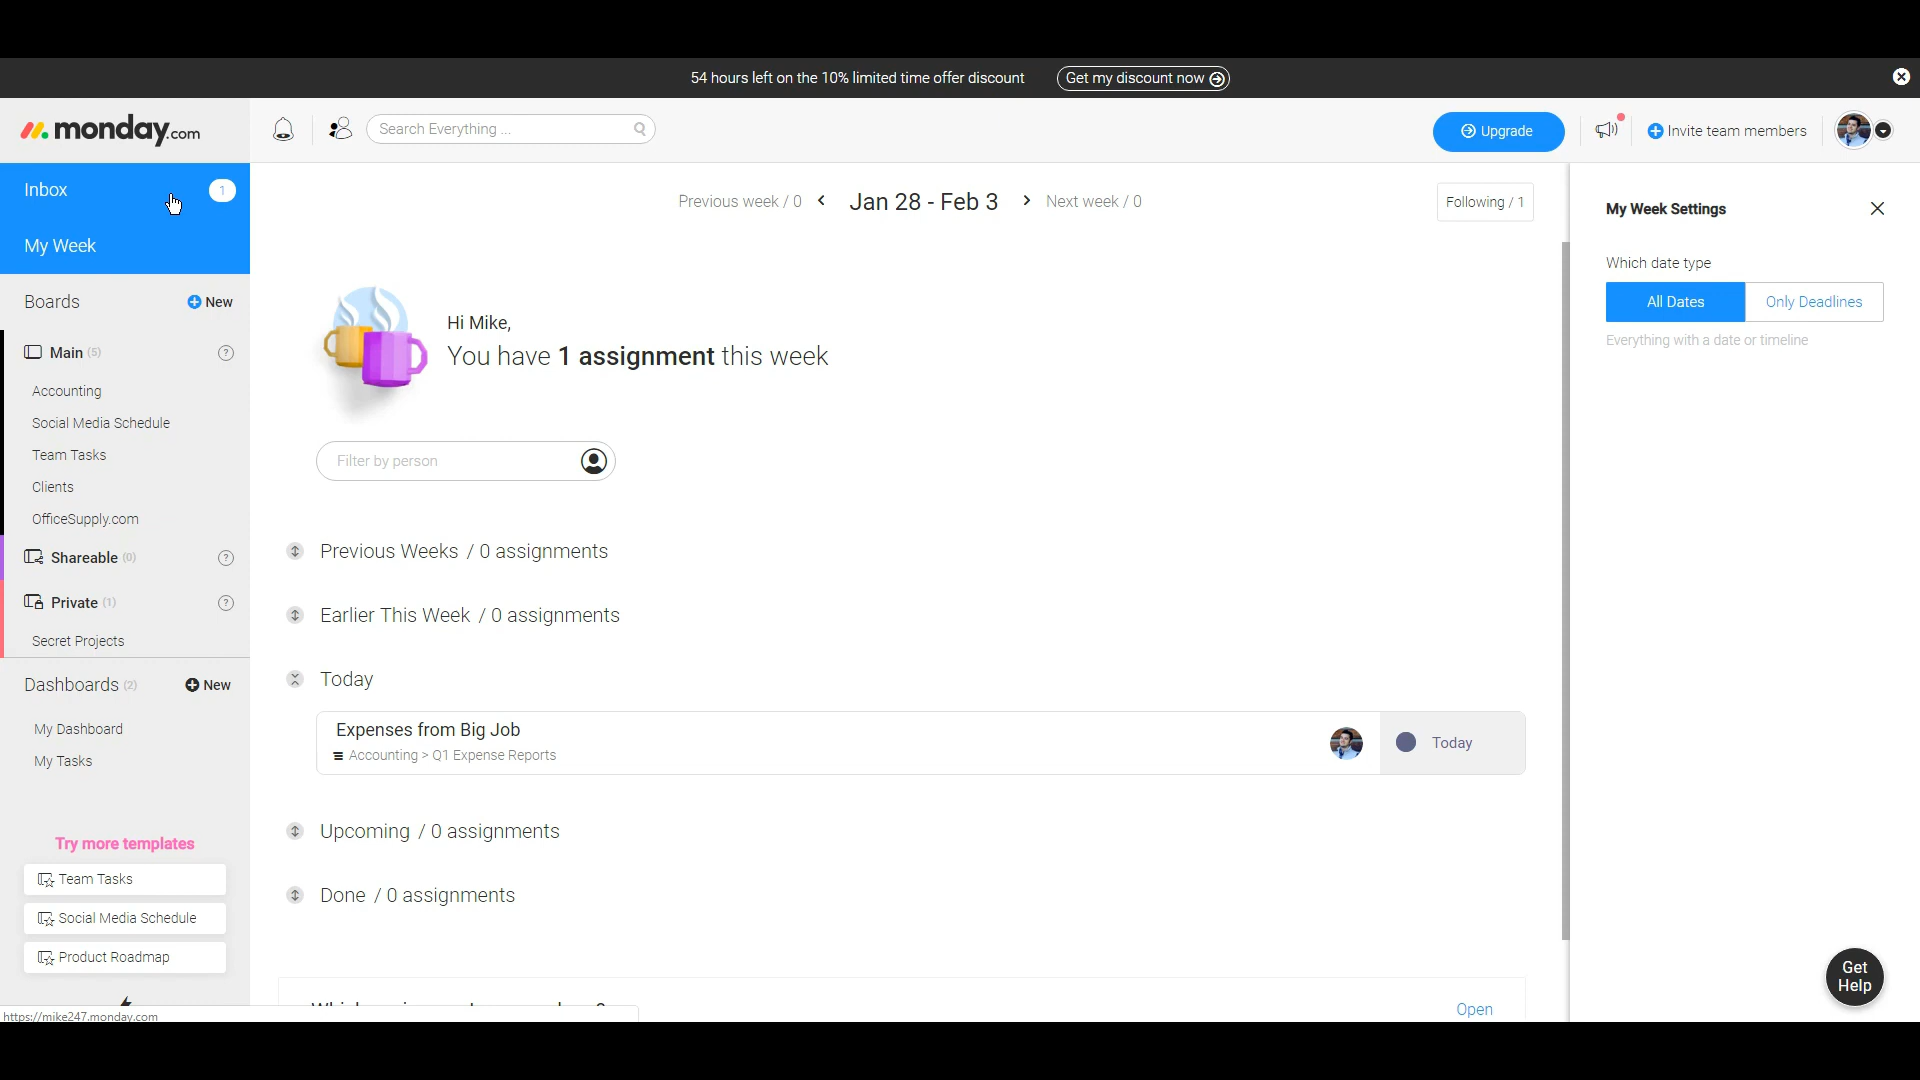 54 hours left on the 10% limited time offer discount
Get my discount now
monday.com
Search Everything ...
Upgrade
Invite team members
Inbox
1
My Week
Boards
New
Main (5)
?
Accounting
Social Media Schedule
Team Tasks
Clients
OfficeSupply.com
Shareable (0)
?
Private (1)
?
Secret Projects
Dashboards (2)
New
My Dashboard
My Tasks
Try more templates
Team Tasks
Social Media Schedule
Product Roadmap
https://mike247.monday.com
Previous week / 0
Jan 28 - Feb 3
Next week / 0
Following / 1
Hi Mike,
You have 1 assignment this week
Filter by person
Previous Weeks / 0 assignments
Earlier This Week / 0 assignments
Today
Expenses from Big Job
Accounting > Q1 Expense Reports
Today
Upcoming / 0 assignments
Done / 0 assignments
Open
My Week Settings
Which date type
All Dates
Only Deadlines
Everything with a date or timeline
Get
Help